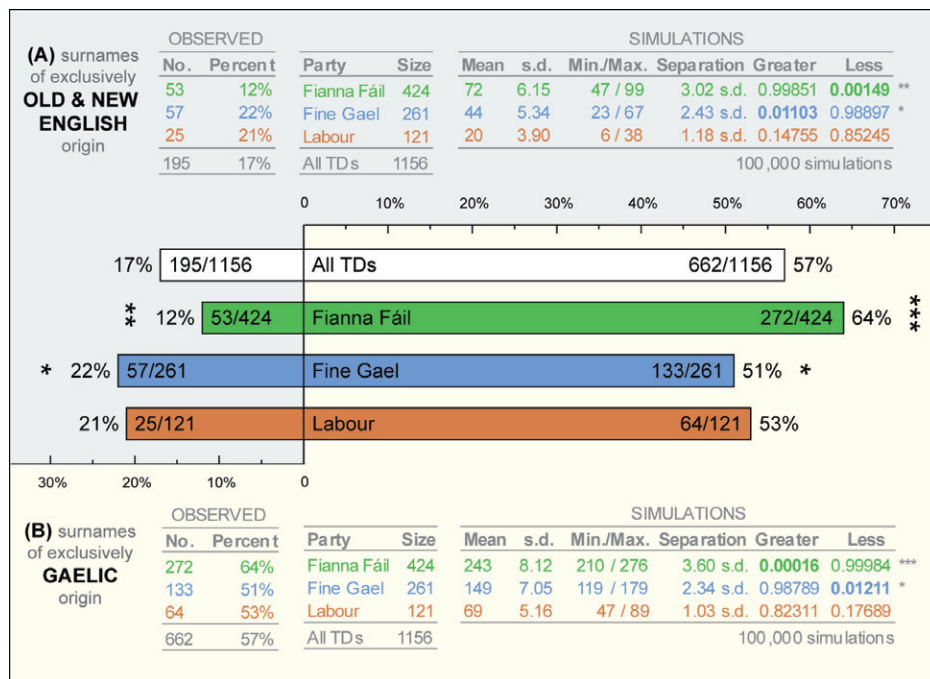 OBSERVED SIMULATIONS
(A) surnames of exclusively OLD & NEW ENGLISH origin
No. Percent Party Size Mean s.d. Min./Max. Separation Greater Less
53 12% Fianna Fáil 424 72 6.15 47 / 99 3.02 s.d. 0.99851 0.00149 **
57 22% Fine Gael 261 44 5.34 23 / 67 2.43 s.d. 0.01103 0.98897 *
25 21% Labour 121 20 3.90 6 / 38 1.18 s.d. 0.14755 0.85245
195 17% All TDs 1156 100,000 simulations
0 10% 20% 30% 40% 50% 60% 70%
17% 195/1156 All TDs 662/1156 57%
** 12% 53/424 Fianna Fáil 272/424 64% ***
* 22% 57/261 Fine Gael 133/261 51% *
21% 25/121 Labour 64/121 53%
30% 20% 10% 0
OBSERVED SIMULATIONS
(B) surnames of exclusively GAELIC origin
No. Percent Party Size Mean s.d. Min./Max. Separation Greater Less
272 64% Fianna Fáil 424 243 8.12 210 / 276 3.60 s.d. 0.00016 0.99984 ***
133 51% Fine Gael 261 149 7.05 119 / 179 2.34 s.d. 0.98789 0.01211 *
64 53% Labour 121 69 5.16 47 / 89 1.03 s.d. 0.82311 0.17689
662 57% All TDs 1156 100,000 simulations